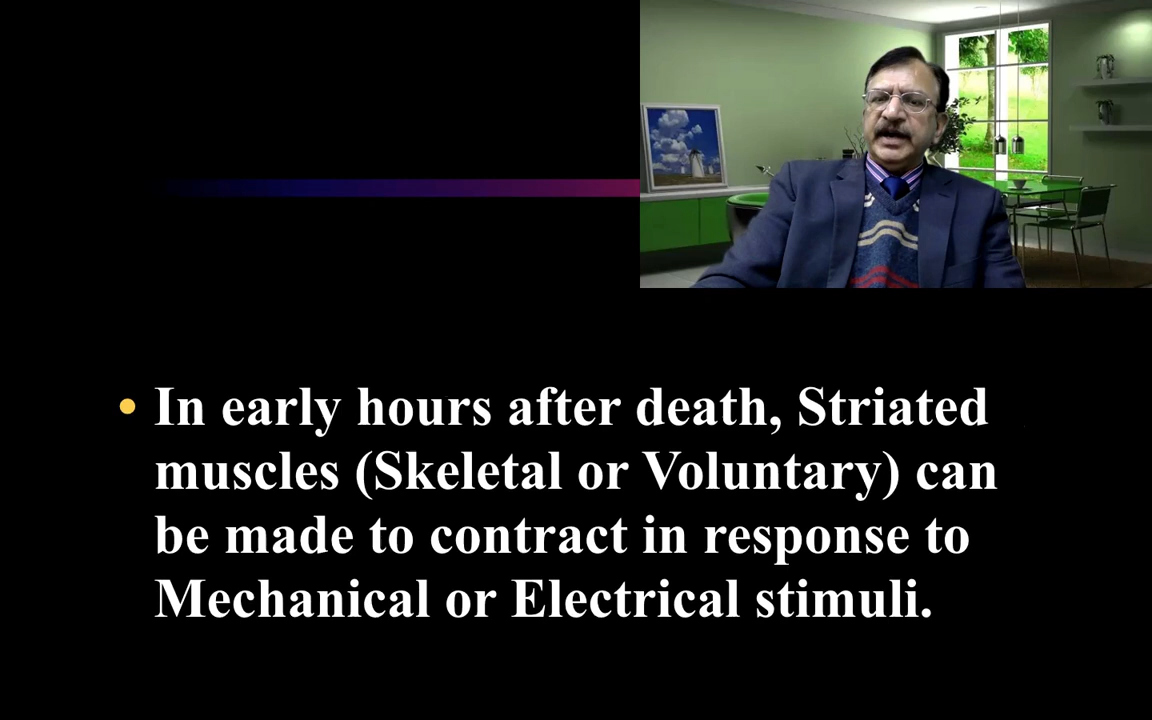 • In early hours after death, Striated
muscles (Skeletal or Voluntary) can
be made to contract in response to
Mechanical or Electrical stimuli.